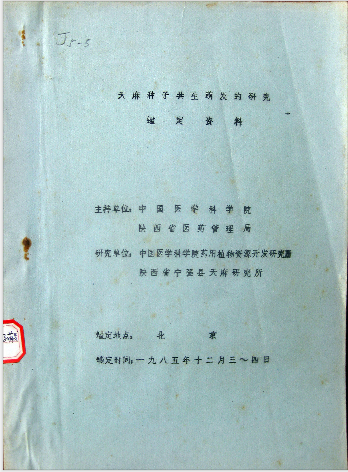 J5-3
天麻种子共生萌发的研究
鉴定资料
主持单位: 中国医学科学院
陕西省医药管理局
研究单位: 中国医学科学院药用植物资源开发研究所
陕西省宁强县天麻研究所
鉴定地点: 北京
鉴定时间: 一九八五年十二月三～四日